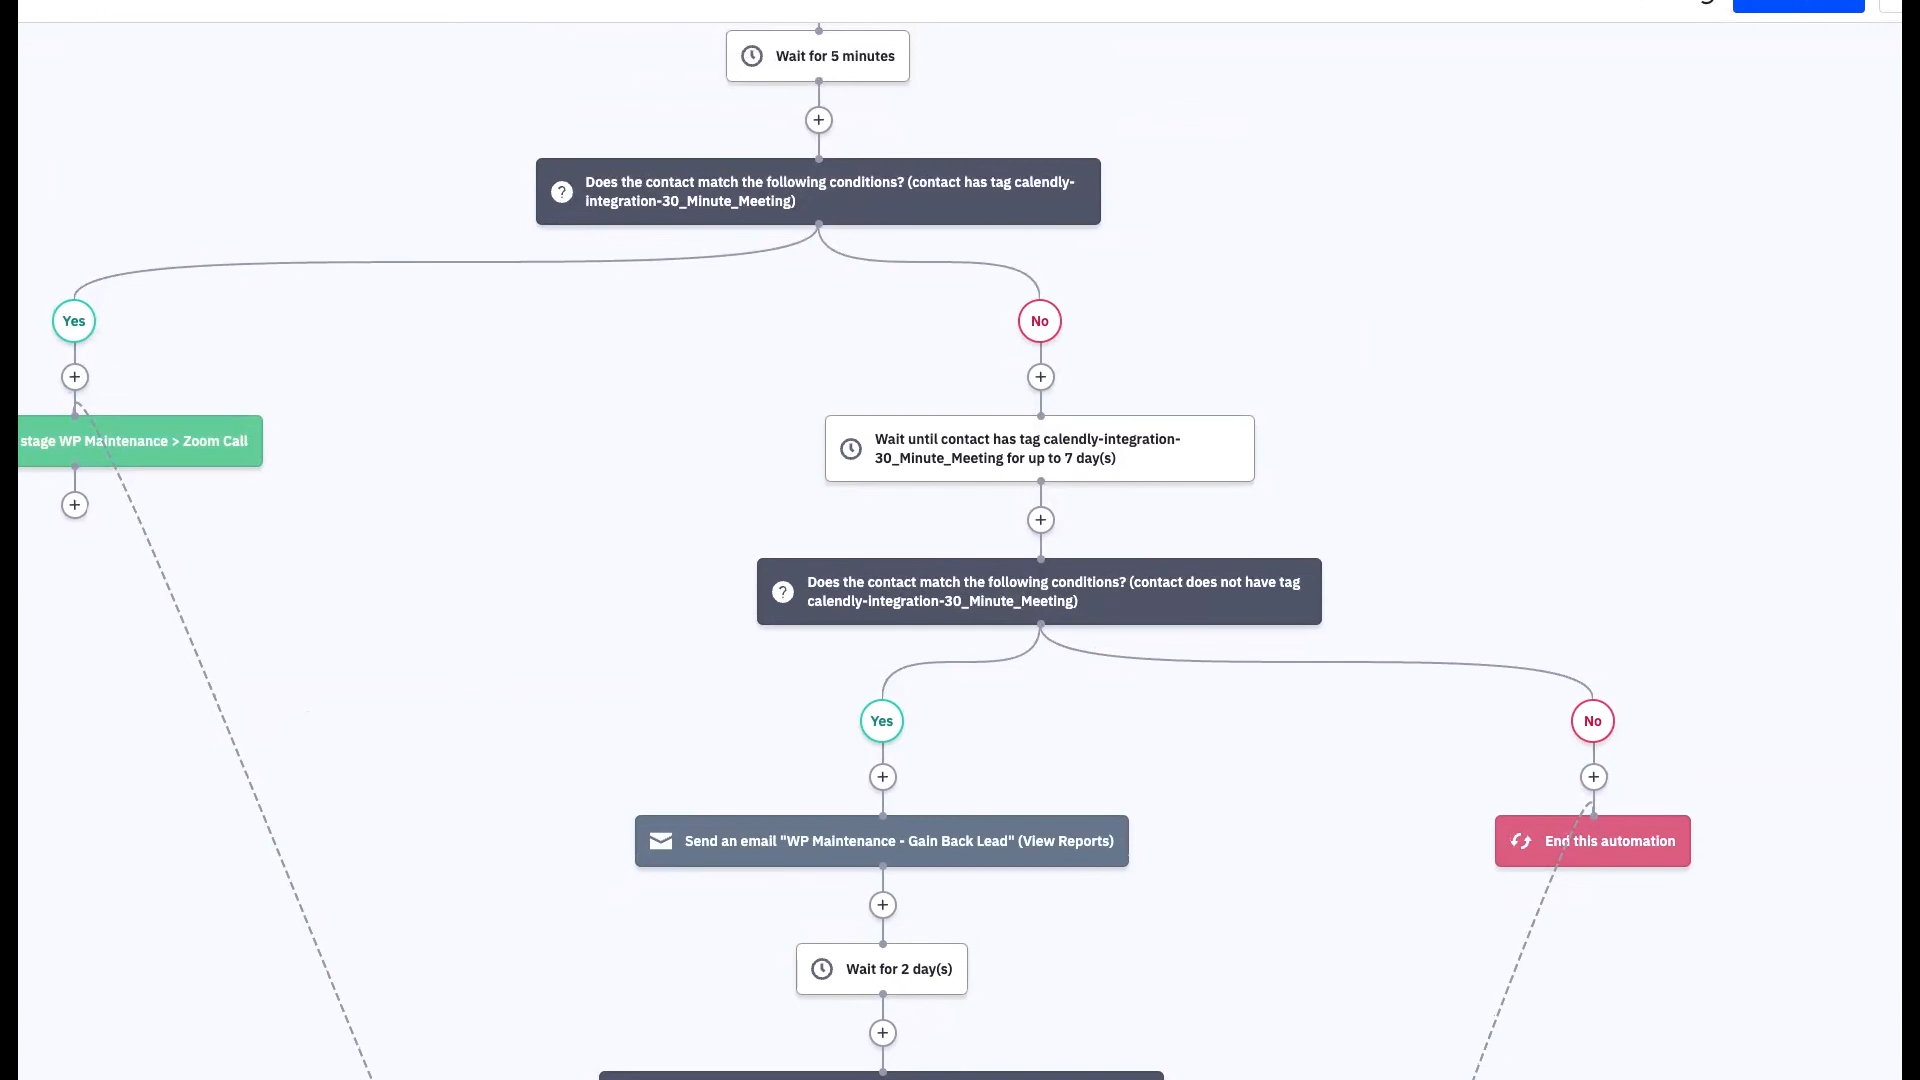 Wait for 5 minutes
Does the contact match the following conditions? (contact has tag calendly-
integration-30_Minute_Meeting)
Yes
No
stage WP Maintenance > Zoom Call
Wait until contact has tag calendly-integration-
30_Minute_Meeting for up to 7 day(s)
Does the contact match the following conditions? (contact does not have tag
calendly-integration-30_Minute_Meeting)
Yes
No
Send an email "WP Maintenance - Gain Back Lead" (View Reports)
End this automation
Wait for 2 day(s)